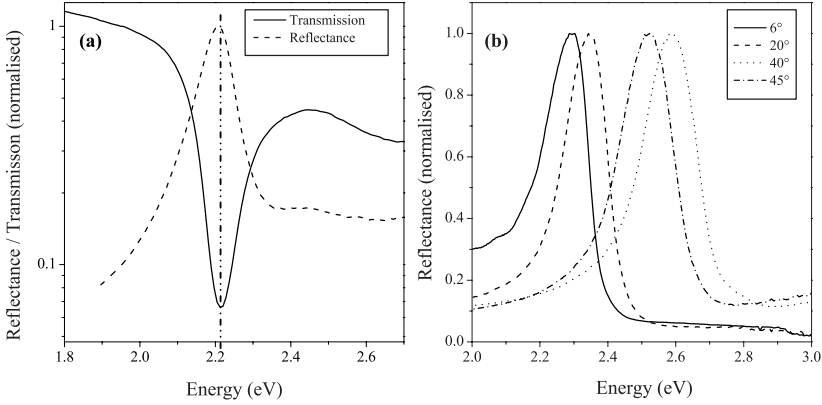 (a)
Transmission
Reflectance
1
0.1
Reflectance / Transmisson (normalised)
1.8 2.0 2.2 2.4 2.6
Energy (eV)
(b)
6°
20°
40°
45°
1.0
0.8
0.6
0.4
0.2
0.0
Reflectance (normalised)
2.0 2.2 2.4 2.6 2.8 3.0
Energy (eV)